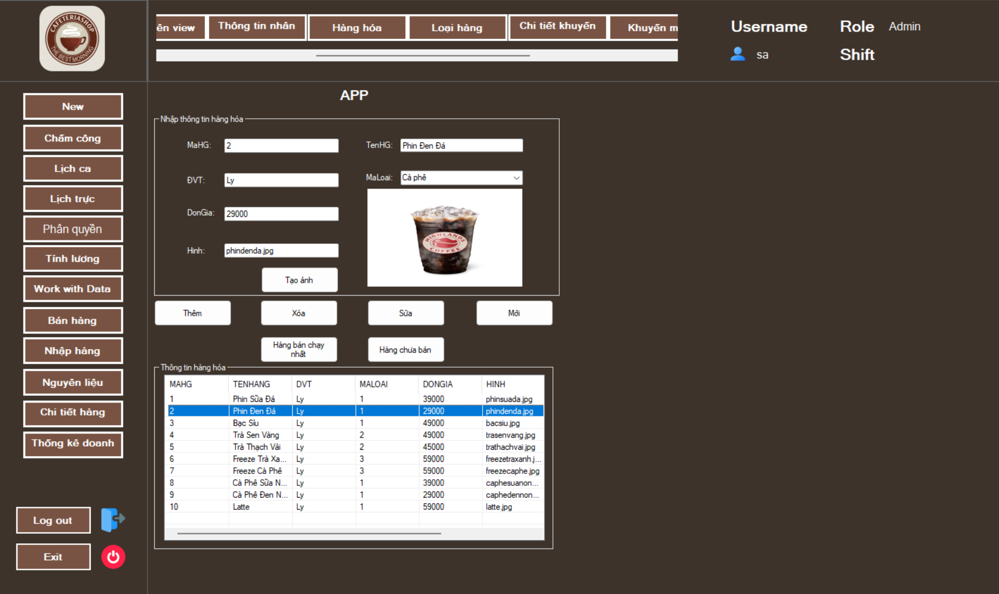 CAFETERIASHOP
THE BEST MORNING
ên view
Thông tin nhân
Hàng hóa
Loại hàng
Chi tiết khuyến
Khuyến m
Username
Role
Admin
sa
Shift
New
Chấm công
Lịch ca
Lịch trực
Phân quyền
Tính lương
Work with Data
Bán hàng
Nhập hàng
Nguyên liệu
Chi tiết hàng
Thống kê doanh
Log out
Exit
APP
Nhập thông tin hàng hóa
MaHG: 2
TenHG: Phin Đen Đá
ĐVT: Ly
MaLoai: Cà phê
DonGia: 29000
HIGHLANDS
COFFEE
Hinh: phindenda.jpg
Tạo ảnh
Thêm
Xóa
Sửa
Mới
Hàng bán chạy
nhất
Hàng chưa bán
Thông tin hàng hóa
MAHG TENHANG DVT MALOAI DONGIA HINH
1 Phin Sữa Đá Ly 1 39000 phinsuada.jpg
2 Phin Đen Đá Ly 1 29000 phindenda.jpg
3 Bạc Sỉu Ly 1 49000 bacsiu.jpg
4 Trà Sen Vàng Ly 2 49000 trasenvang.jpg
5 Trà Thạch Vải Ly 2 45000 trathachvai.jpg
6 Freeze Trà Xa... Ly 3 59000 freezetraxanh.j...
7 Freeze Cà Phê Ly 3 59000 freezecaphe.jpg
8 Cà Phê Sữa N... Ly 1 39000 caphesuanon...
9 Cà Phê Đen N... Ly 1 29000 caphedennon...
10 Latte Ly 1 59000 latte.jpg